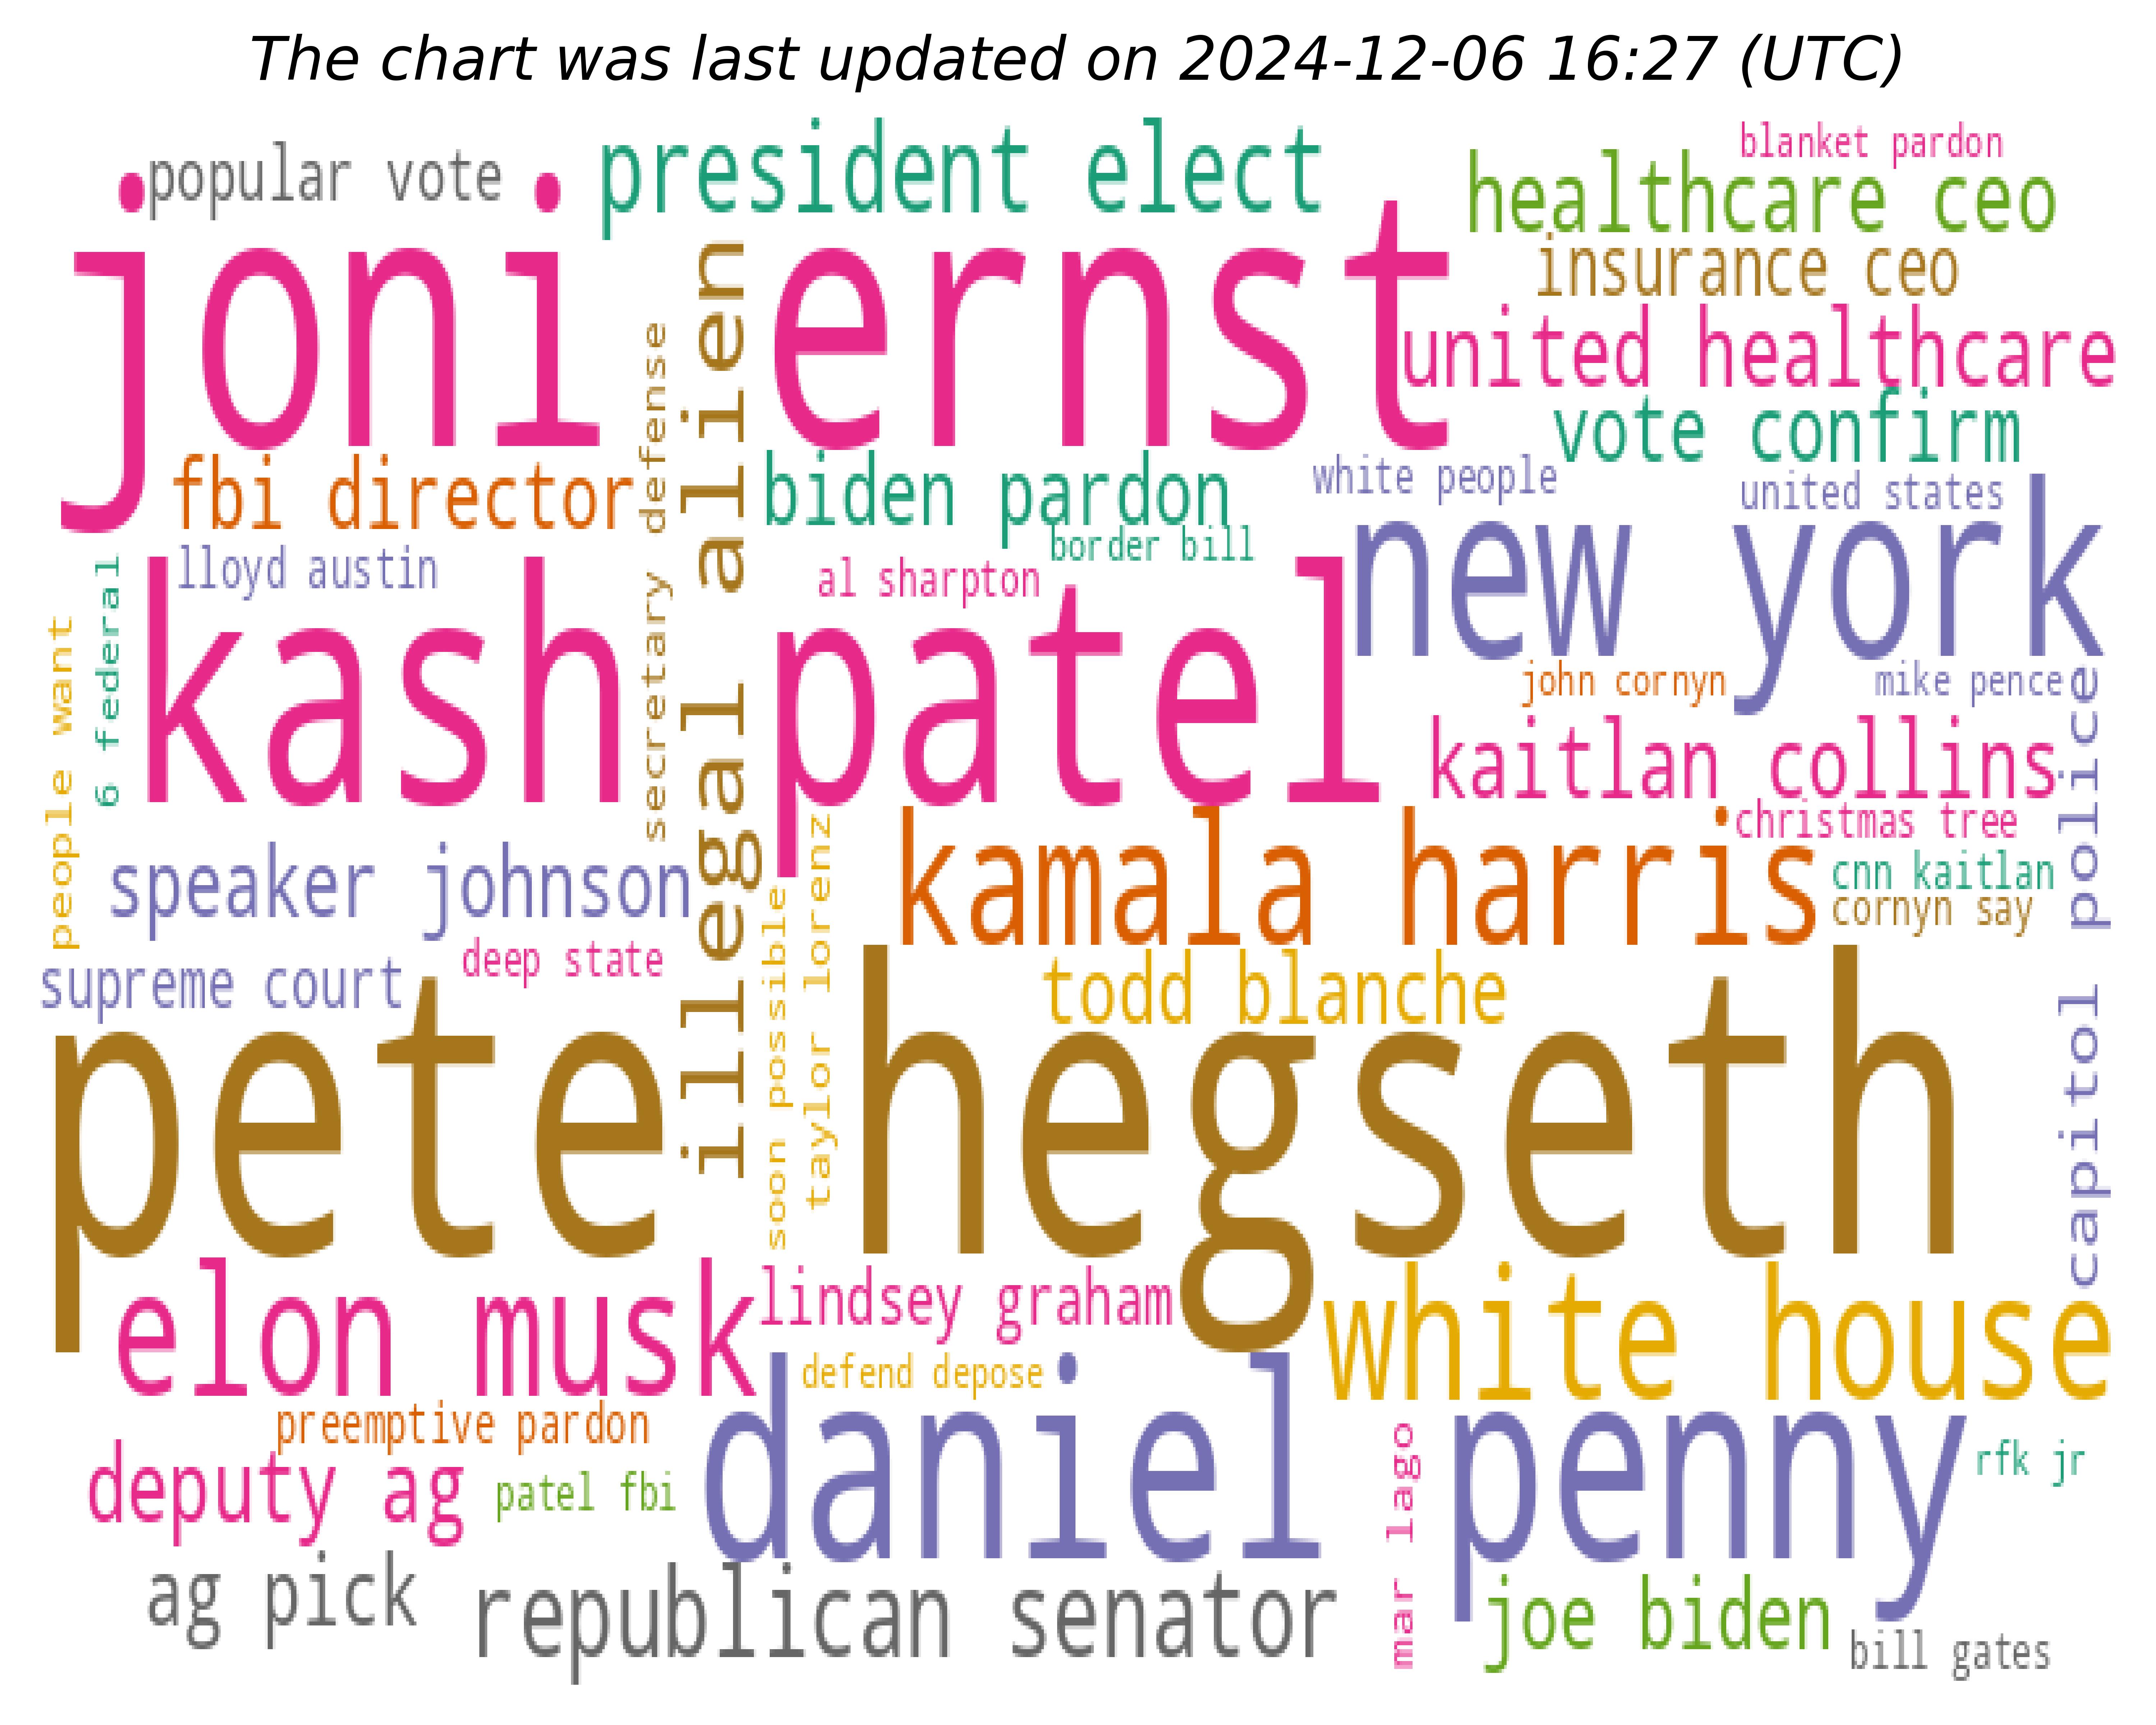 The chart was last updated on 2024-12-06 16:27 (UTC)
popular vote
president elect
blanket pardon
healthcare ceo
insurance ceo
joni ernst
united healthcare
vote confirm
illegal alien
secretary defense
fbi director
biden pardon
white people
united states
new york
border bill
lloyd austin
al sharpton
kash patel
6 federal
people want
john cornyn
mike pence
kaitlan collins
capitol police
christmas tree
kamala harris
cnn kaitlan
cornyn say
speaker johnson
taylor lorenz
soon possible
deep state
supreme court
todd blanche
pete hegseth
elon musk
lindsey graham
white house
defend depose
daniel penny
preemptive pardon
deputy ag
patel fbi
mar lago
rfk jr
ag pick
republican senator
joe biden
bill gates